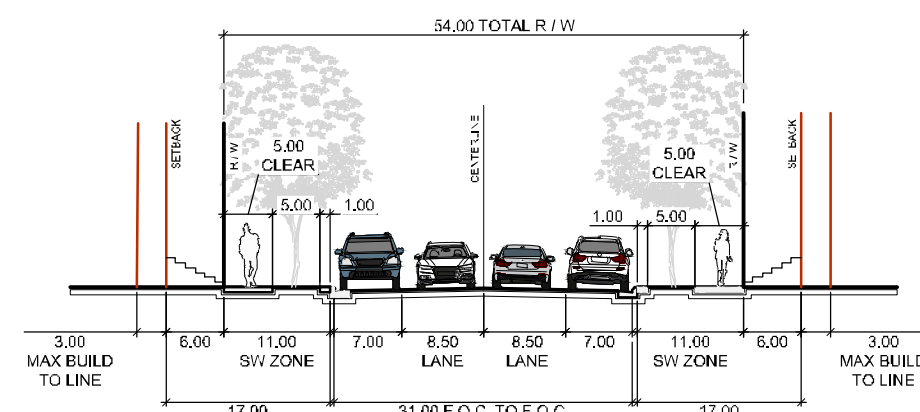 54.00 TOTAL R / W
SETBACK
R / W
5.00
CLEAR
5.00
1.00
CENTERLINE
1.00
5.00
5.00
CLEAR
R / W
SE BACK
3.00
MAX BUILD
TO LINE
6.00
11.00
SW ZONE
7.00
8.50
LANE
8.50
LANE
7.00
11.00
SW ZONE
6.00
3.00
MAX BUILD
TO LINE
17.00
31.00 F.O.C. TO F.O.C.
17.00